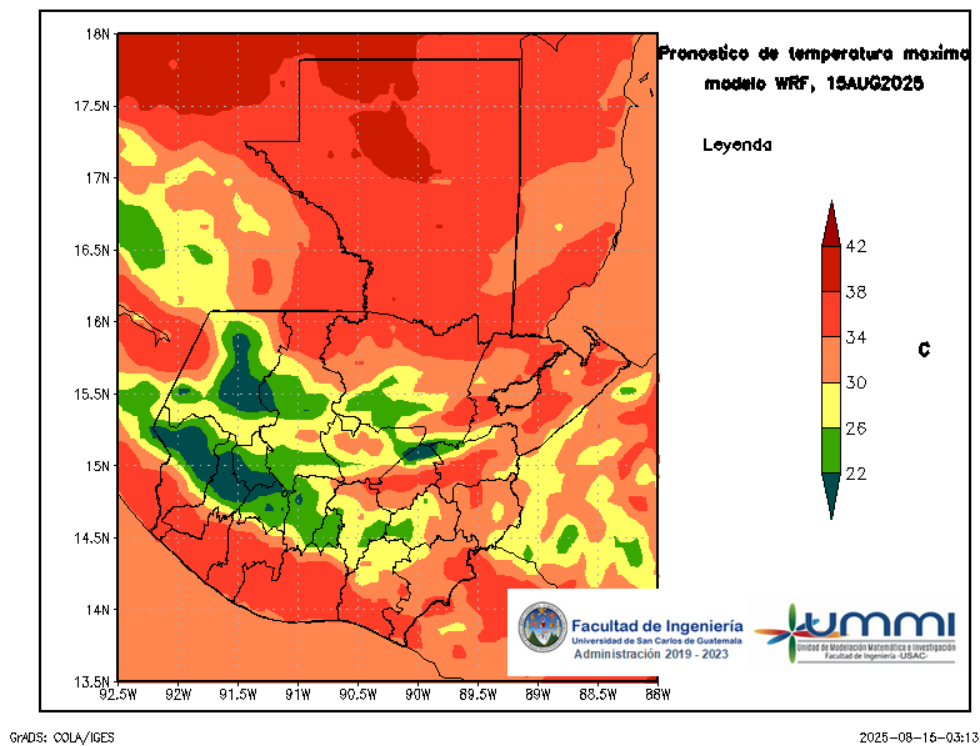 Pronostico de temperatura maxima
modelo WRF, 15AUG2025
Leyenda
18N
17.5N
17N
16.5N
16N
15.5N
15N
14.5N
14N
13.5N
92.5W
92W
91.5W
91W
90.5W
90W
89.5W
89W
88.5W
88W
42
38
34
30
26
22
C
Facultad de Ingeniería
Universidad de San Carlos de Guatemala
Administración 2019 - 2023
ummi
Unidad de Modelación Matemática e Investigación
Facultad de Ingeniería -USAC-
GrADS: COLA/IGES
2025-08-15-03:13